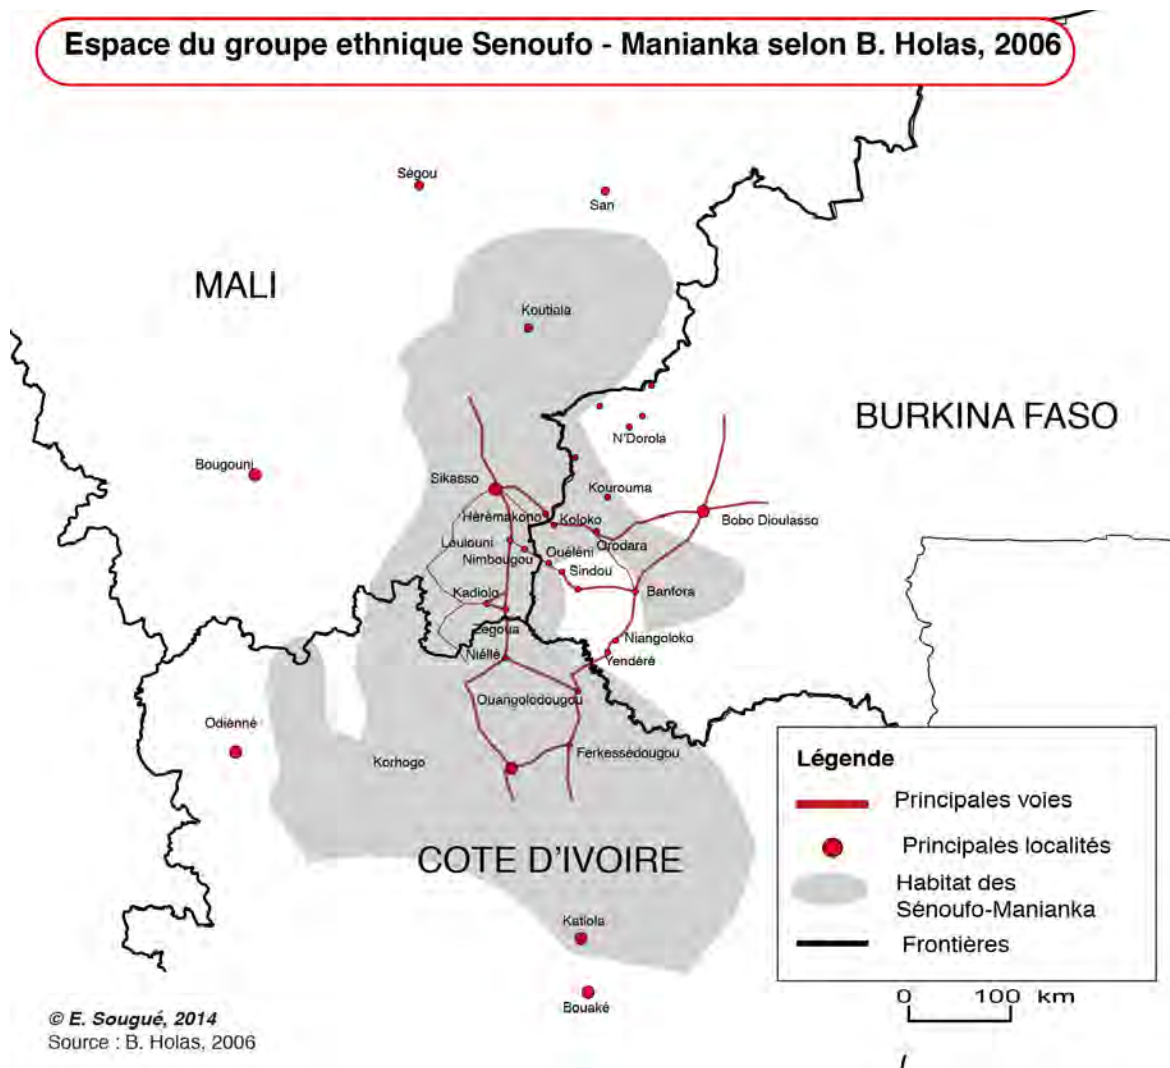 Espace du groupe ethnique Senoufo - Manianka selon B. Holas, 2006
Ségou
San
MALI
Koutiala
BURKINA FASO
N'Dorola
Bougouni
Sikasso
Kourouma
Hèrèmakono
Koloko
Bobo Dioulasso
Loulouni
Orodara
Nimbougou
Ouéléni
Sindou
Kadiolo
Banfora
Zégoua
Niangoloko
Niéllé
Yendéré
Ouangolodougou
Odiénné
Korhogo
Ferkessédougou
COTE D'IVOIRE
Katiola
Bouaké
Légende
Principales voies
Principales localités
Habitat des
Sénoufo-Manianka
Frontières
0 100 km
© E. Sougué, 2014
Source : B. Holas, 2006